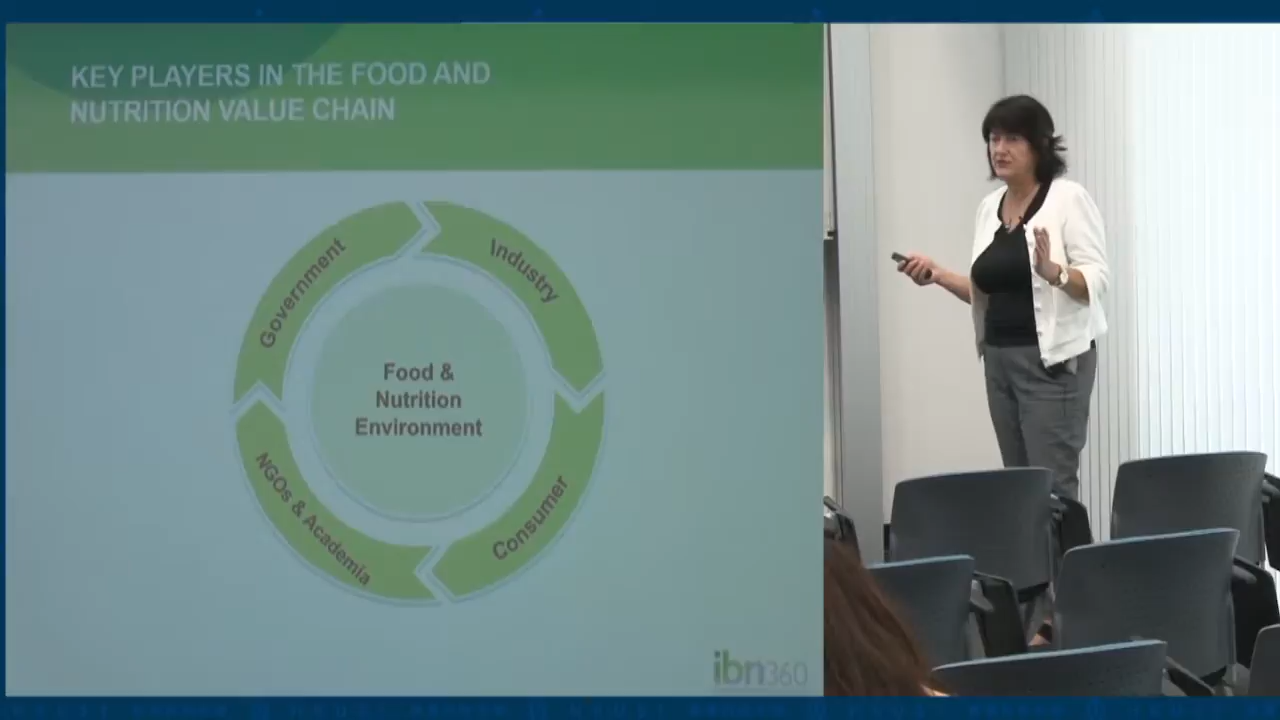 KEY PLAYERS IN THE FOOD AND
NUTRITION VALUE CHAIN
Government
Industry
Food &
Nutrition
Environment
NGOs & Academia
Consumer
ibn360